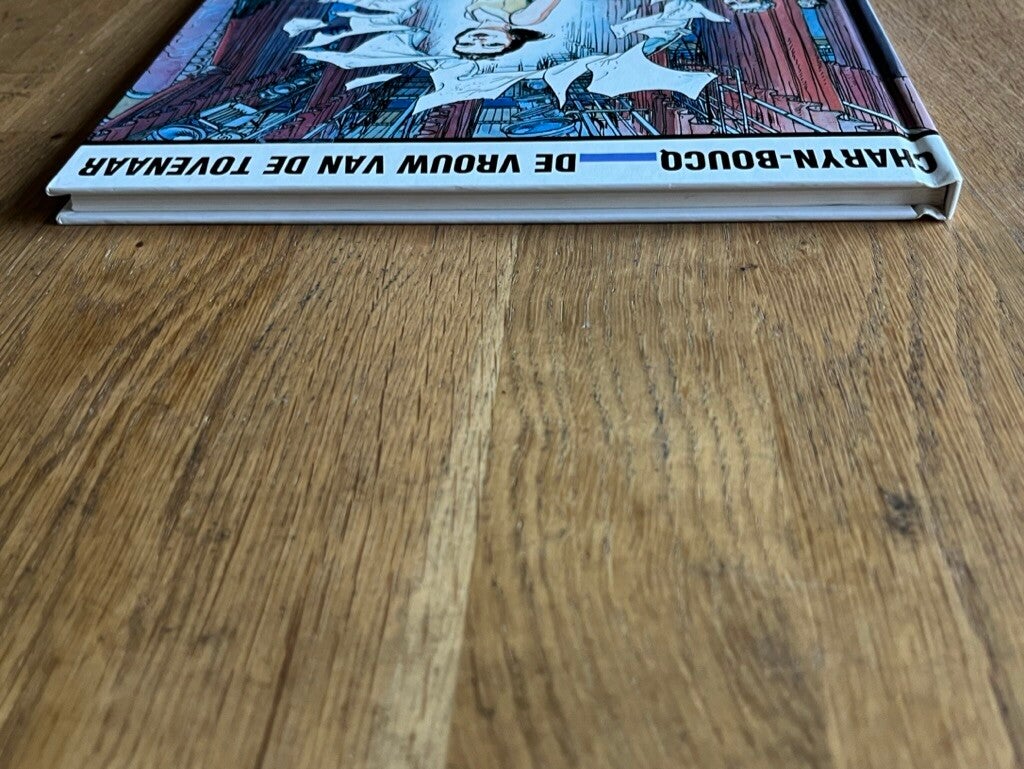 CHARYN-BOUCQ — DE VROUW VAN DE TOVENAAR